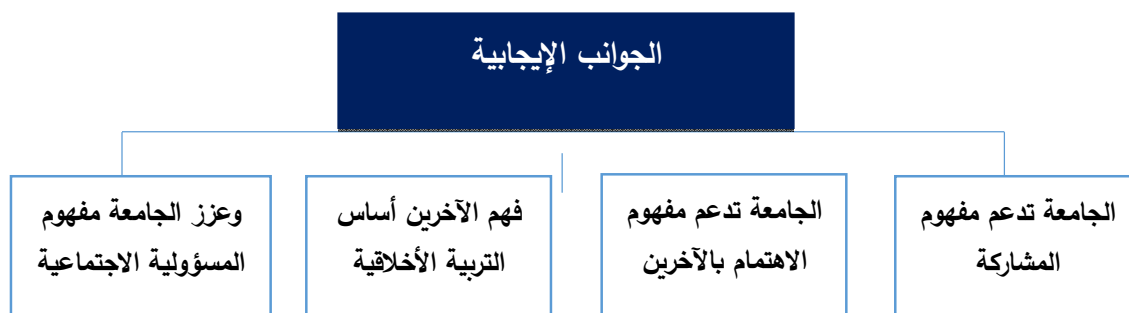 الجوانب الإيجابية
الجامعة تدعم مفهوم
المشاركة
الجامعة تدعم مفهوم
الاهتمام بالآخرين
فهم الآخرين أساس
التربية الأخلاقية
وعزز الجامعة مفهوم
المسؤولية الاجتماعية